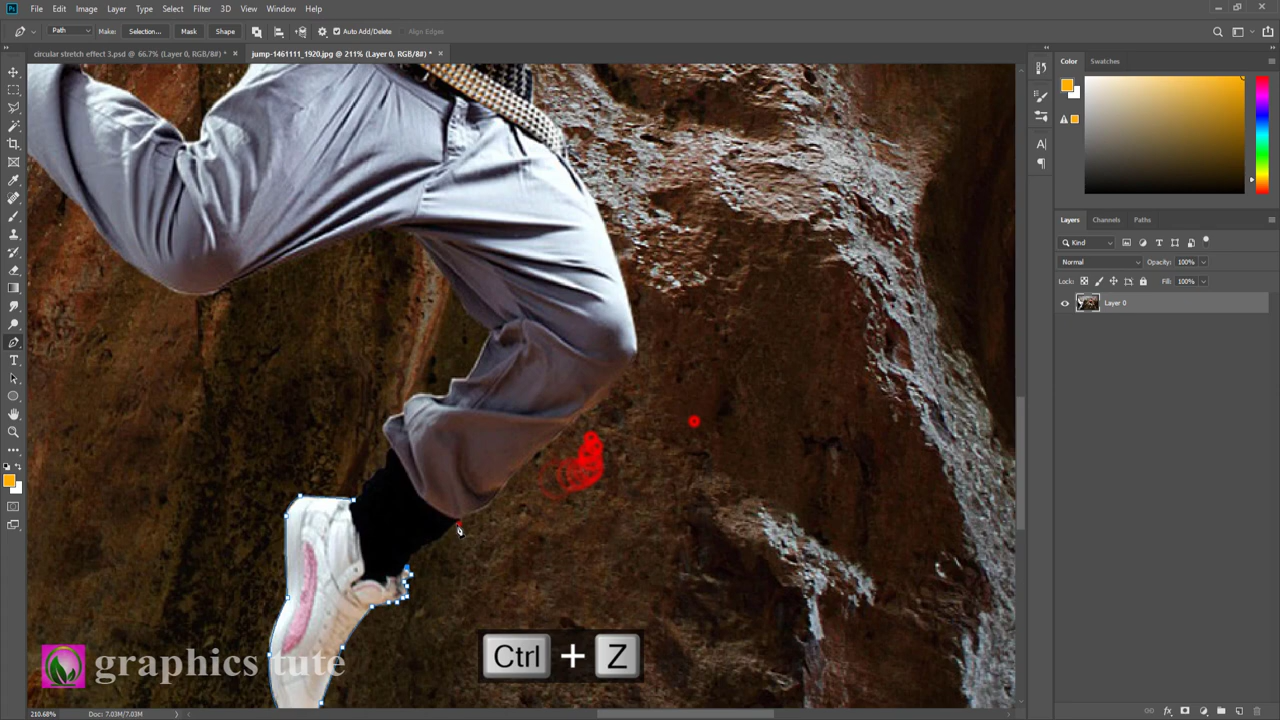 Ps File Edit Image Layer Type Select Filter 3D View Window Help
Path Make: Selection... Mask Shape Auto Add/Delete Align Edges
circular stretch effect 3.psd @ 66.7% (Layer 0, RGB/8#) * × jump-1461111_1920.jpg @ 211% (Layer 0, RGB/8#) * ×
Color Swatches
Layers Channels Paths
Kind
Normal Opacity: 100%
Lock: Fill: 100%
Layer 0
Ctrl + Z
graphics tute
210.68% Doc: 7.03M/7.03M